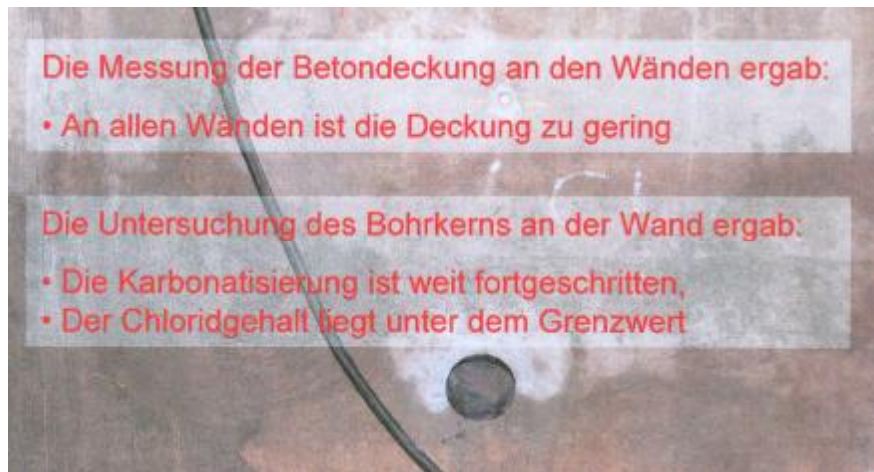 Die Messung der Betondeckung an den Wänden ergab:
• An allen Wänden ist die Deckung zu gering
Die Untersuchung des Bohrkerns an der Wand ergab:
• Die Karbonatisierung ist weit fortgeschritten,
• Der Chloridgehalt liegt unter dem Grenzwert